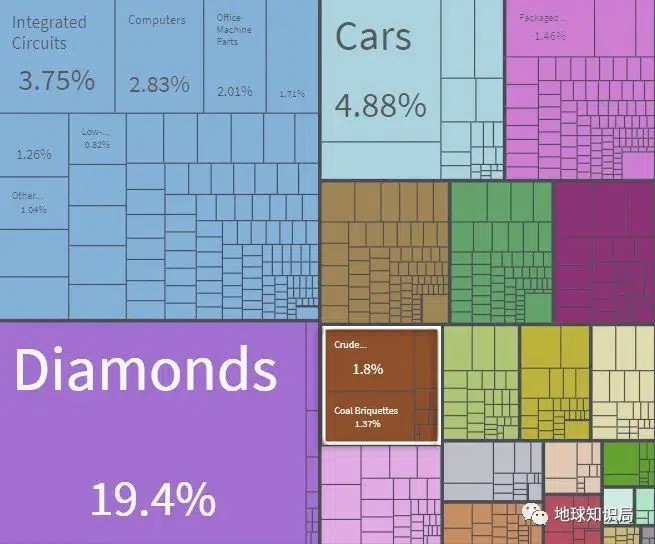 Integrated
Circuits
3.75%
Computers
2.83%
Office
Machine
Parts
2.01%
1.71%
1.26%
Low-...
0.82%
Other...
1.04%
Cars
4.88%
Packaged...
1.46%
Diamonds
19.4%
Crude...
1.8%
Coal Briquettes
1.37%
地球知识局